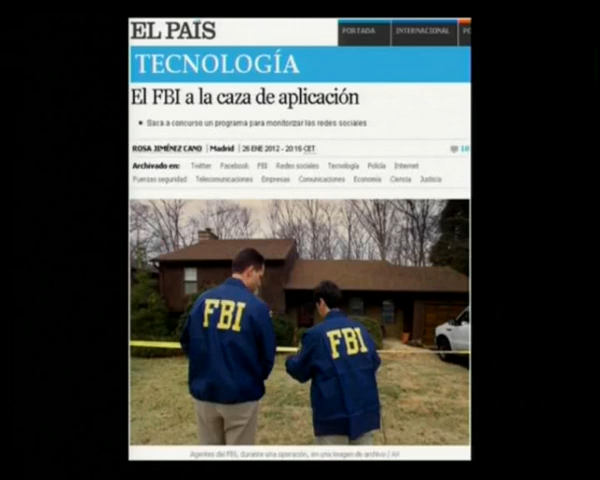 EL PAÍS
PORTADA INTERNACIONAL PO
TECNOLOGÍA
El FBI a la caza de aplicación
Saca a concurso un programa para monitorizar las redes sociales
ROSA JIMÉNEZ CANO | Madrid | 26 ENE 2012 - 20:16 CET
Archivado en: Twitter Facebook FBI Redes sociales Tecnología Policía Internet
Fuerzas seguridad Telecomunicaciones Empresas Comunicaciones Economía Ciencia Justicia
FBI
FBI
Agentes del FBI, durante una operación, en una imagen de archivo /